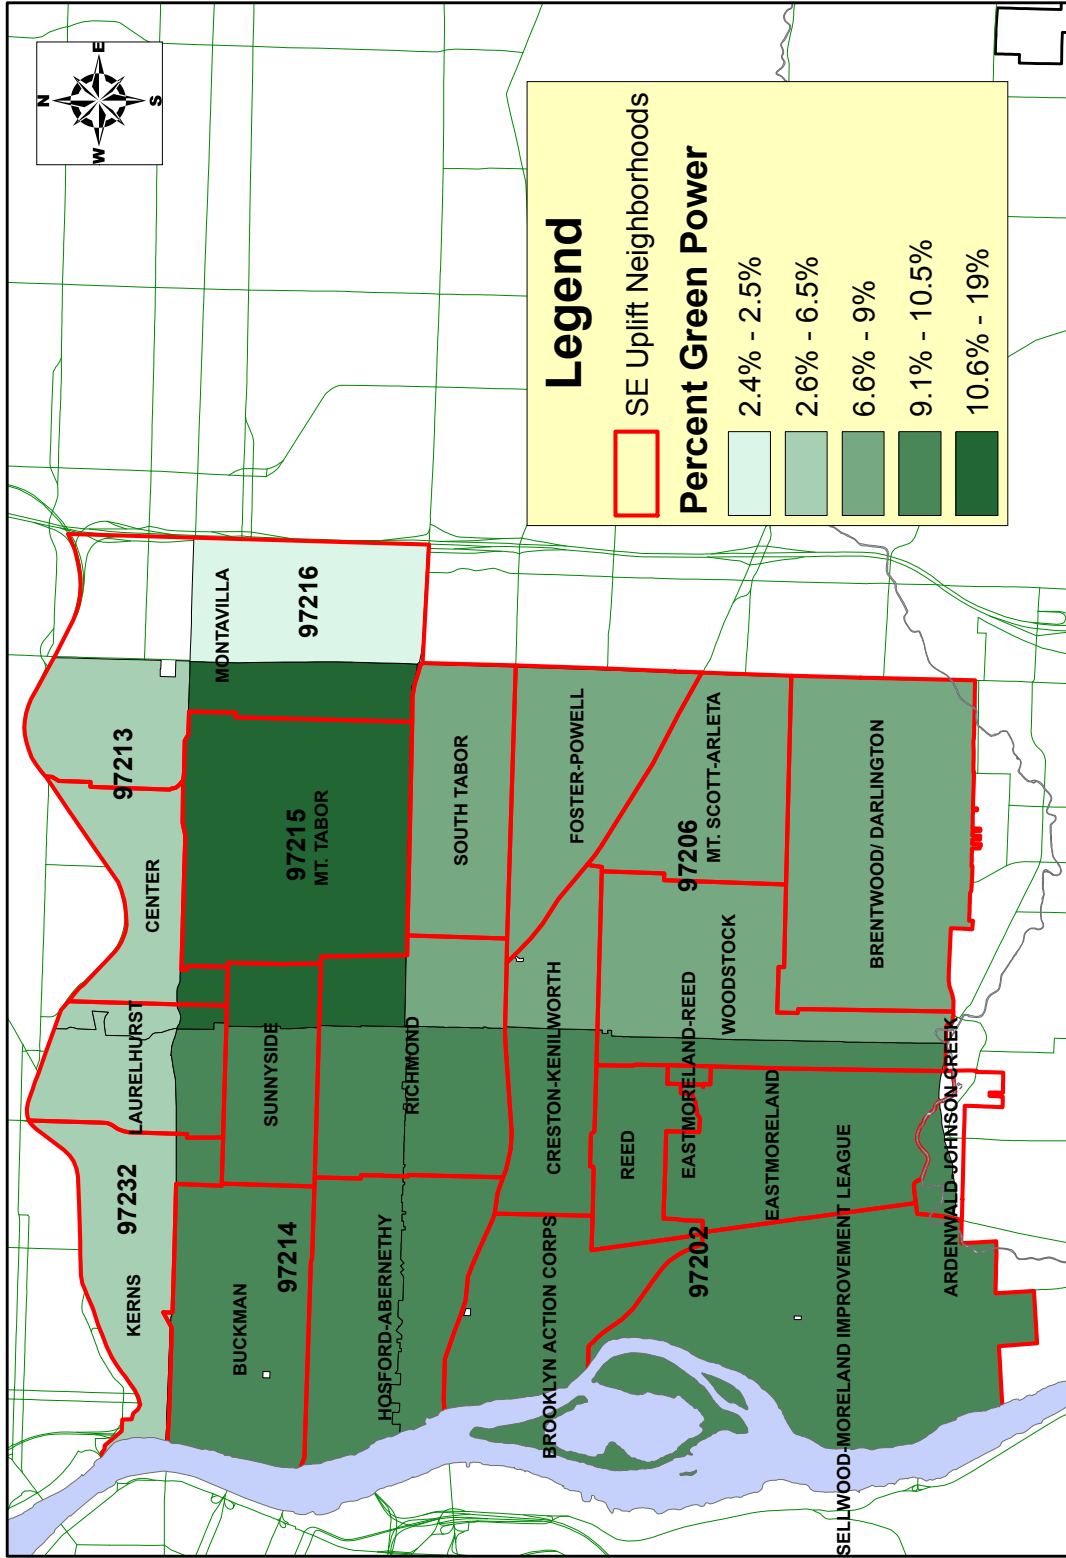 N
W
E
S
Legend
SE Uplift Neighborhoods
Percent Green Power
2.4% - 2.5%
2.6% - 6.5%
6.6% - 9%
9.1% - 10.5%
10.6% - 19%
KERNS
97232
LAURELHURST
CENTER
97213
MONTAVILLA
97216
BUCKMAN
97214
SUNNYSIDE
97215
MT. TABOR
HOSFORD-ABERNETHY
RICHMOND
SOUTH TABOR
BROOKLYN ACTION CORPS
CRESTON-KENILWORTH
FOSTER-POWELL
REED
EASTMORELAND-REED
97202
WOODSTOCK
97206
MT. SCOTT-ARLETA
EASTMORELAND
SELLWOOD-MORELAND IMPROVEMENT LEAGUE
BRENTWOOD/ DARLINGTON
ARDENWALD-JOHNSON CREEK